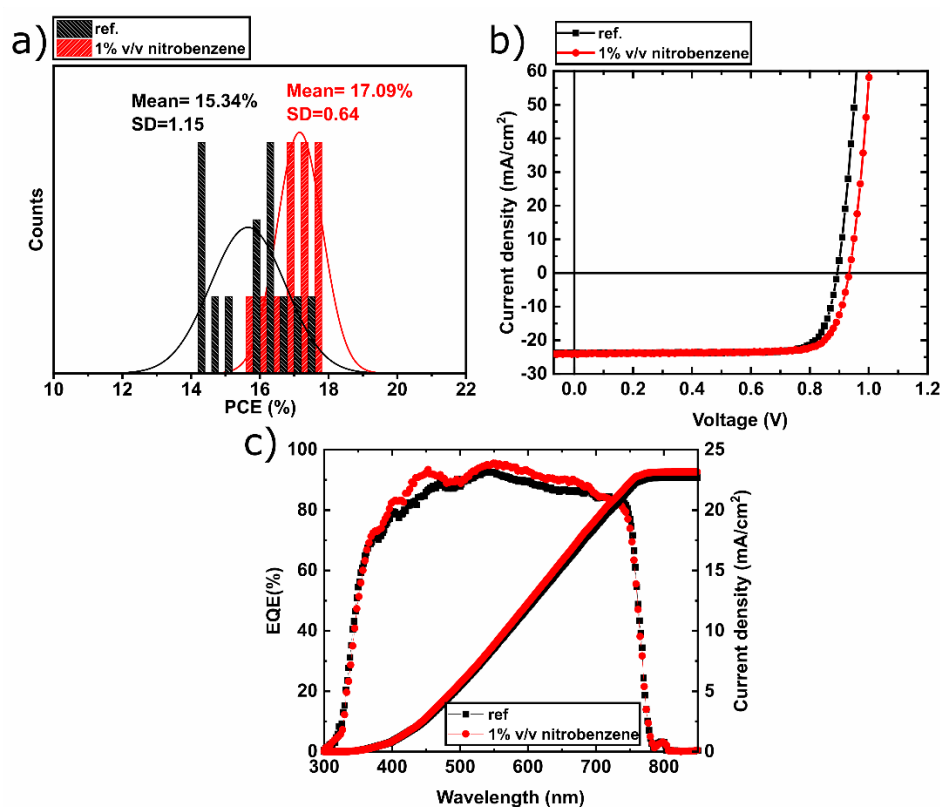 a)
ref.
1% v/v nitrobenzene
Mean= 15.34%
SD=1.15
Mean= 17.09%
SD=0.64
Counts
10 12 14 16 18 20 22
PCE (%)
b)
ref.
1% v/v nitrobenzene
Current density (mA/cm²)
60
50
40
30
20
10
0
-10
-20
-30
0.0 0.2 0.4 0.6 0.8 1.0 1.2
Voltage (V)
c)
EQE(%)
100
80
60
40
20
0
ref
1% v/v nitrobenzene
25
20
15
10
5
0
Current density (mA/cm²)
300 400 500 600 700 800
Wavelength (nm)